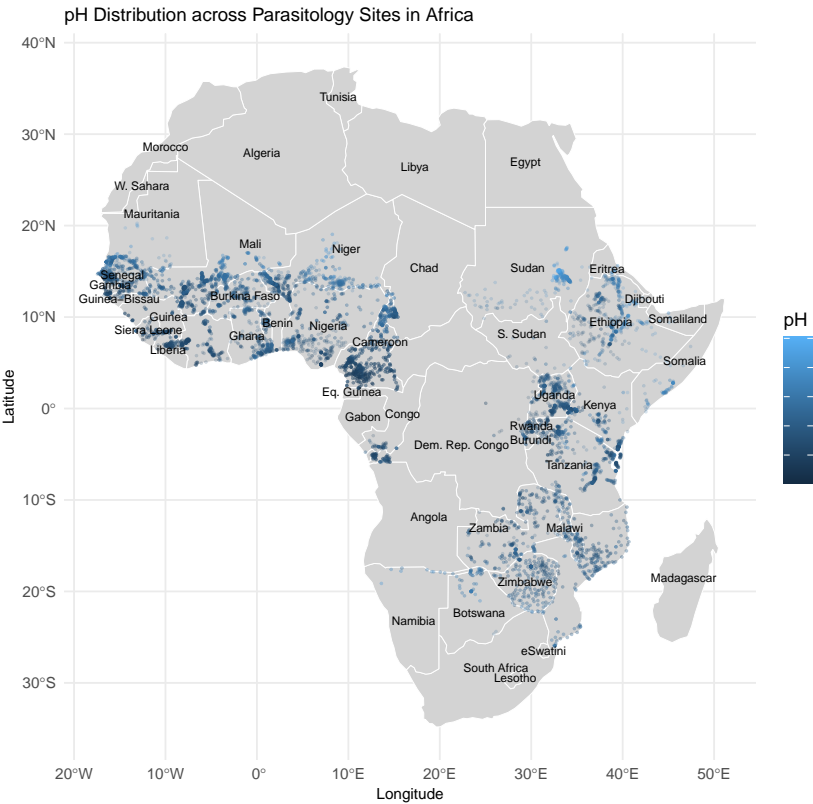 pH Distribution across Parasitology Sites in Africa
40°N
30°N
20°N
10°N
0°
10°S
20°S
30°S
Latitude
Tunisia
Morocco
Algeria
Libya
Egypt
W. Sahara
Mauritania
Mali
Niger
Chad
Sudan
Eritrea
Senegal
Gambia
Guinea-Bissau
Burkina Faso
Djibouti
Guinea
Sierra Leone
Liberia
Ghana
Benin
Nigeria
Ethiopia
Somaliland
Cameroon
S. Sudan
Somalia
Eq. Guinea
Gabon
Congo
Uganda
Kenya
Rwanda
Burundi
Dem. Rep. Congo
Tanzania
Angola
Zambia
Malawi
Zimbabwe
Madagascar
Namibia
Botswana
eSwatini
South Africa
Lesotho
20°W
10°W
0°
10°E
20°E
30°E
40°E
50°E
Longitude
pH